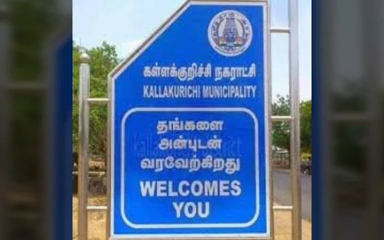 கள்ளக்குறிச்சி நகராட்சி
KALLAKURICHI MUNICIPALITY
தங்களை
அன்புடன்
வரவேற்கிறது
WELCOMES
YOU